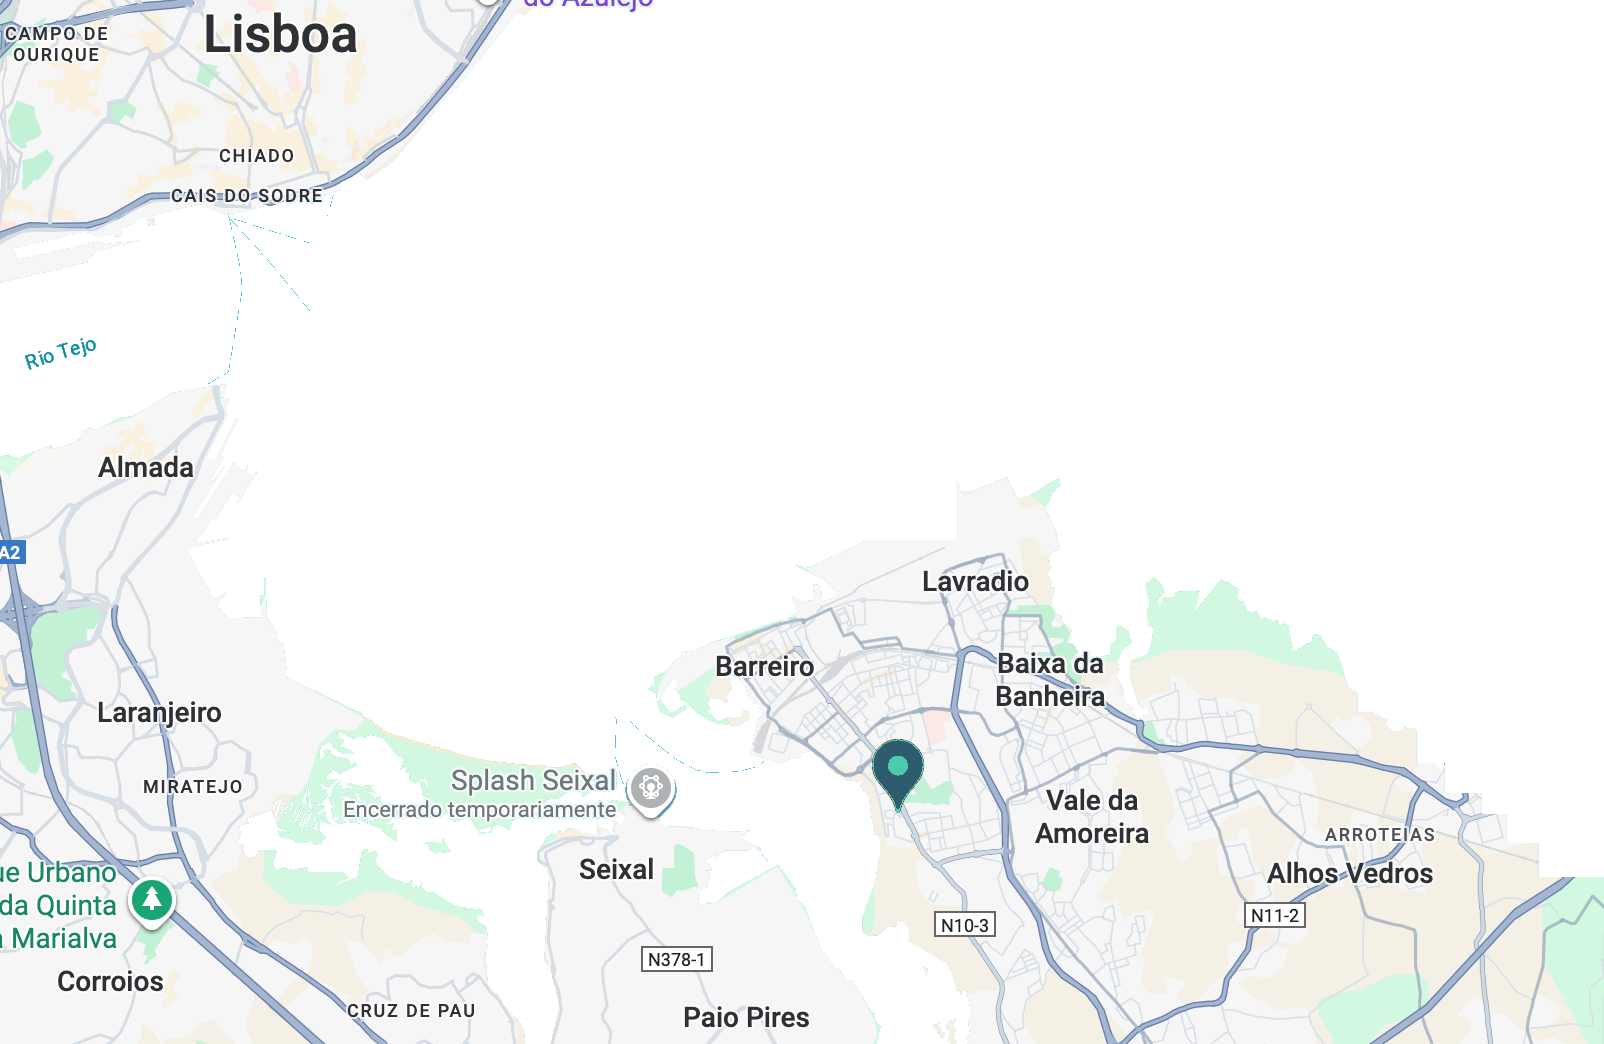 do Azulejo
Lisboa
CAMPO DE
OURIQUE
CHIADO
CAIS DO SODRE
Rio Tejo
Almada
A2
Lavradio
Barreiro
Baixa da
Banheira
Laranjeiro
MIRATEJO
Splash Seixal
Encerrado temporariamente
Vale da
Amoreira
ARROTEIAS
Seixal
Alhos Vedros
ue Urbano
da Quinta
a Marialva
N11-2
N10-3
N378-1
Corroios
CRUZ DE PAU
Paio Pires